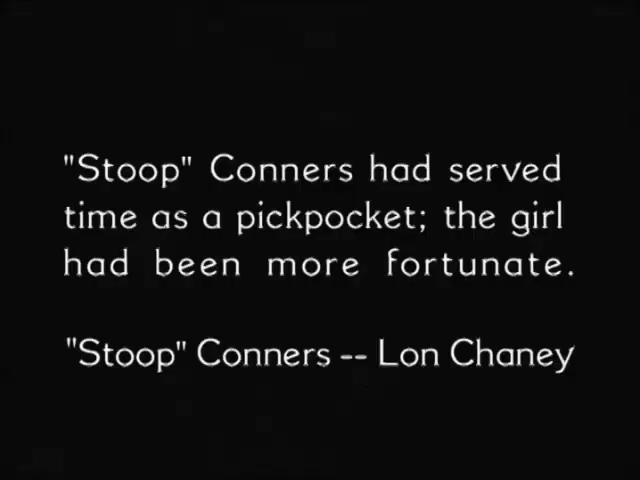 "Stoop" Conners had served
time as a pickpocket; the girl
had been more fortunate.
"Stoop" Conners -- Lon Chaney